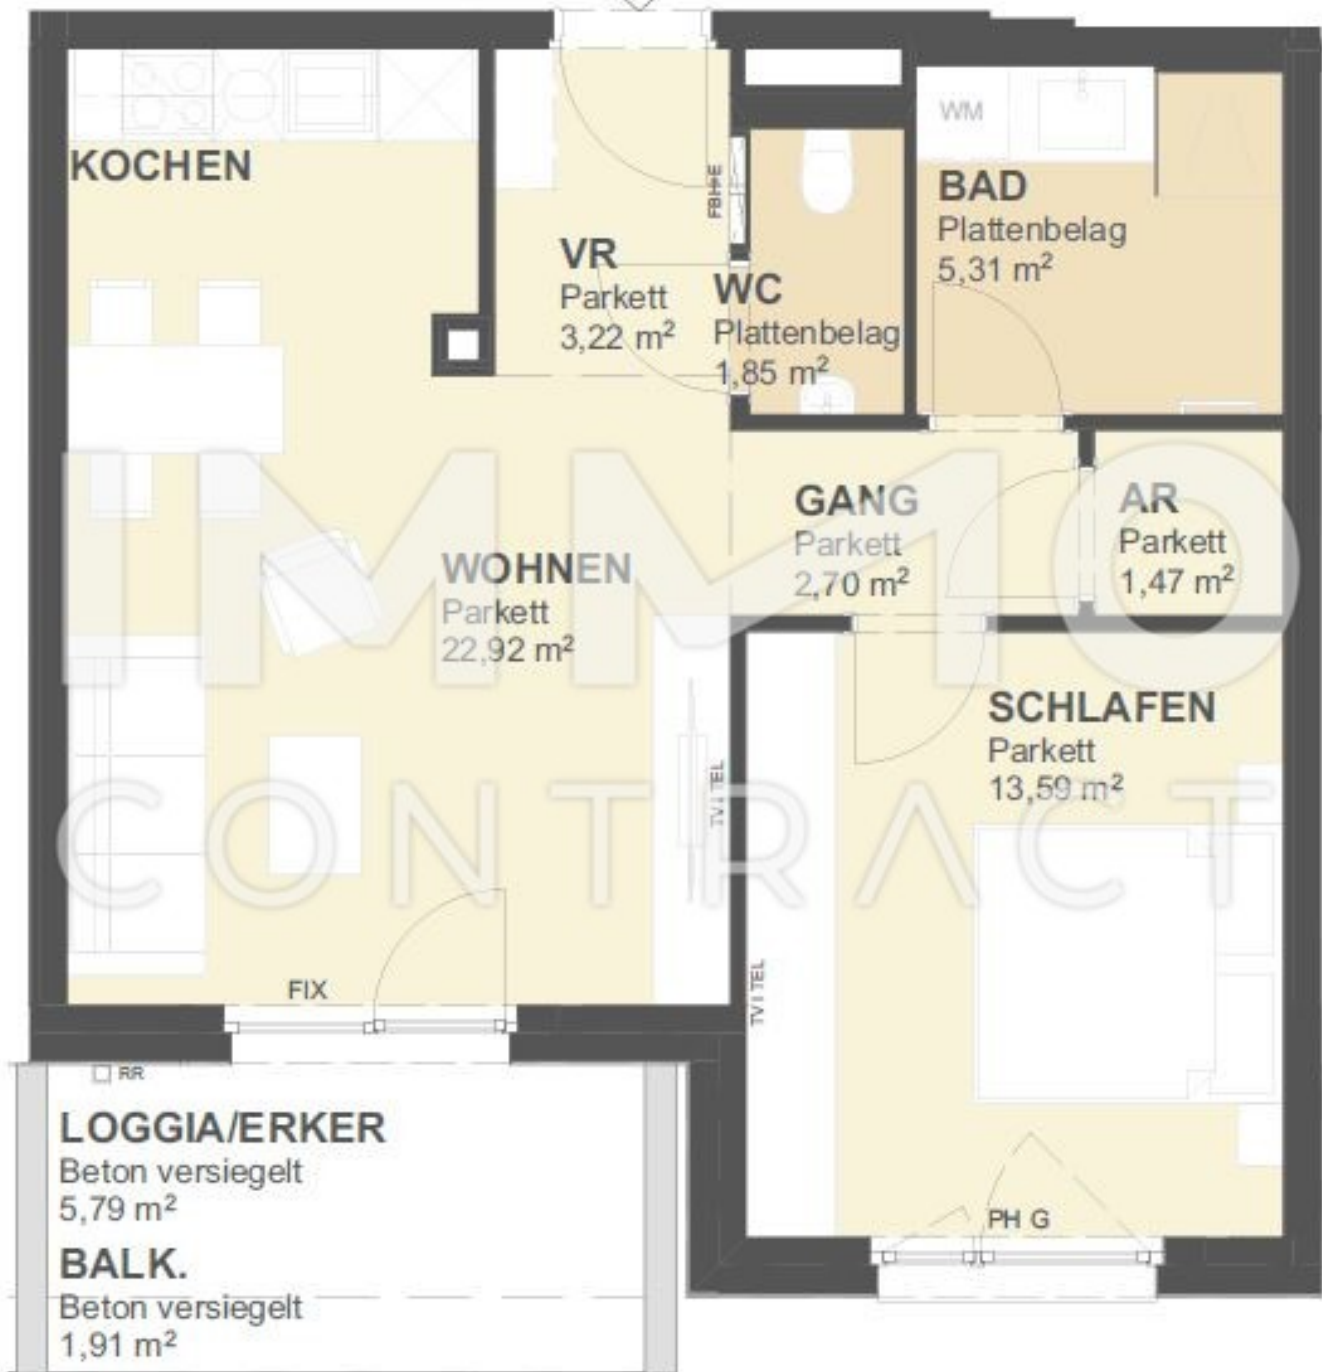 KOCHEN
VR
Parkett
3,22 m²
WC
Plattenbelag
1,85 m²
WM
BAD
Plattenbelag
5,31 m²
WOHNEN
Parkett
22,92 m²
GANG
Parkett
2,70 m²
AR
Parkett
1,47 m²
IMMO
CONTRACT
SCHLAFEN
Parkett
13,59 m²
TV I TEL
TV I TEL
FIX
PH G
RR
LOGGIA/ERKER
Beton versiegelt
5,79 m²
BALK.
Beton versiegelt
1,91 m²